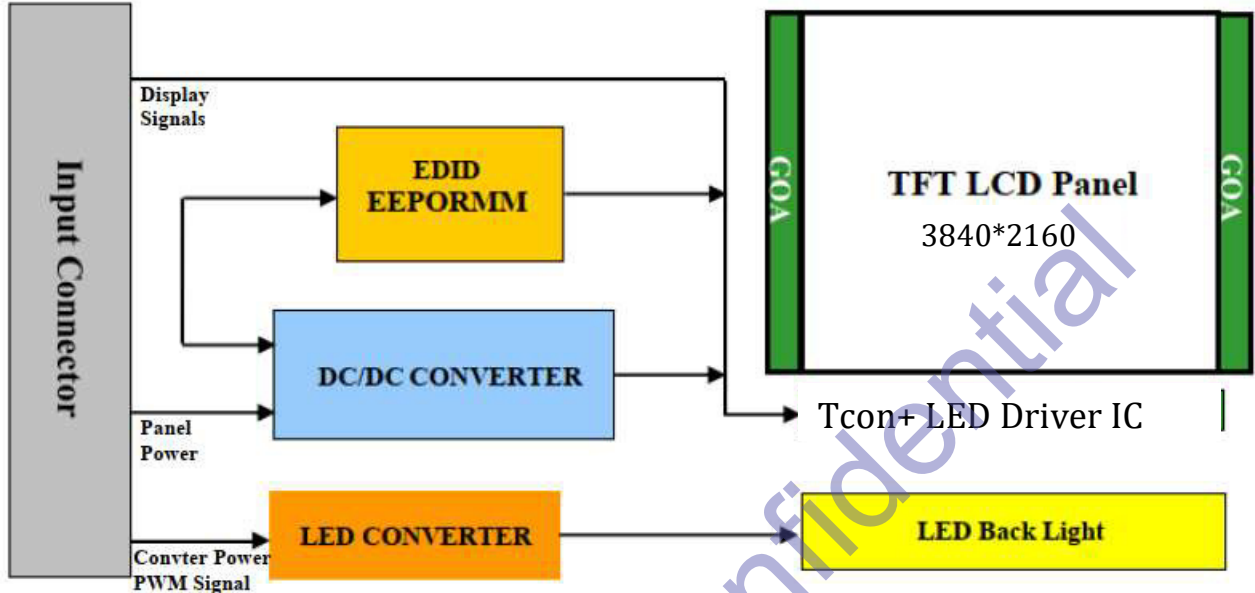 Input Connector
Display
Signals
EDID
EEPORMM
DC/DC CONVERTER
Panel
Power
LED CONVERTER
Convter Power
PWM Signal
GOA
TFT LCD Panel
3840*2160
GOA
Tcon+ LED Driver IC
LED Back Light